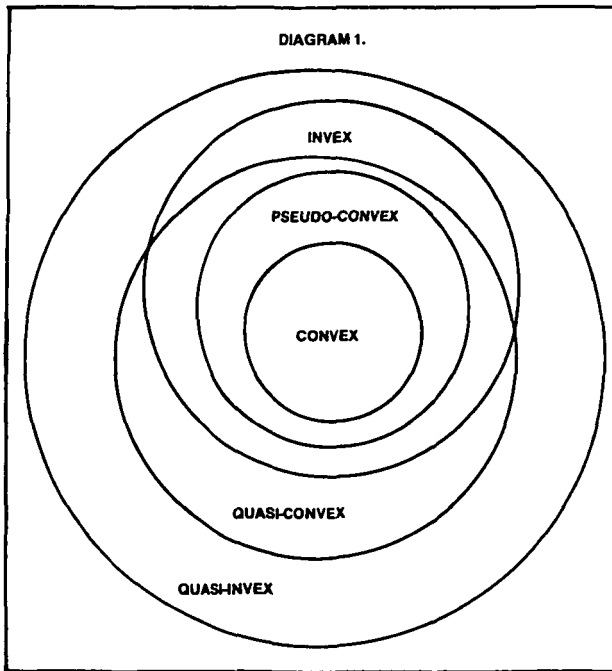 DIAGRAM 1.
INVEX
PSEUDO-CONVEX
CONVEX
QUASI-CONVEX
QUASI-INVEX